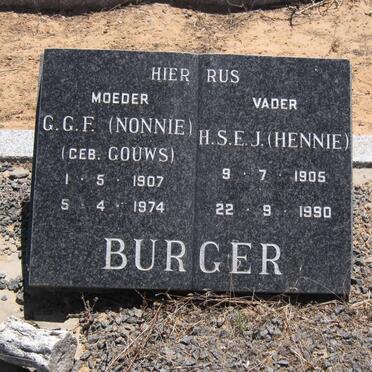 HIER RUS
MOEDER
G.G.F. (NONNIE)
(GEB. GOUWS)
1 · 5 · 1907
5 · 4 · 1974
VADER
H.S.E.J. (HENNIE)
9 · 7 · 1905
22 · 9 · 1990
BURGER